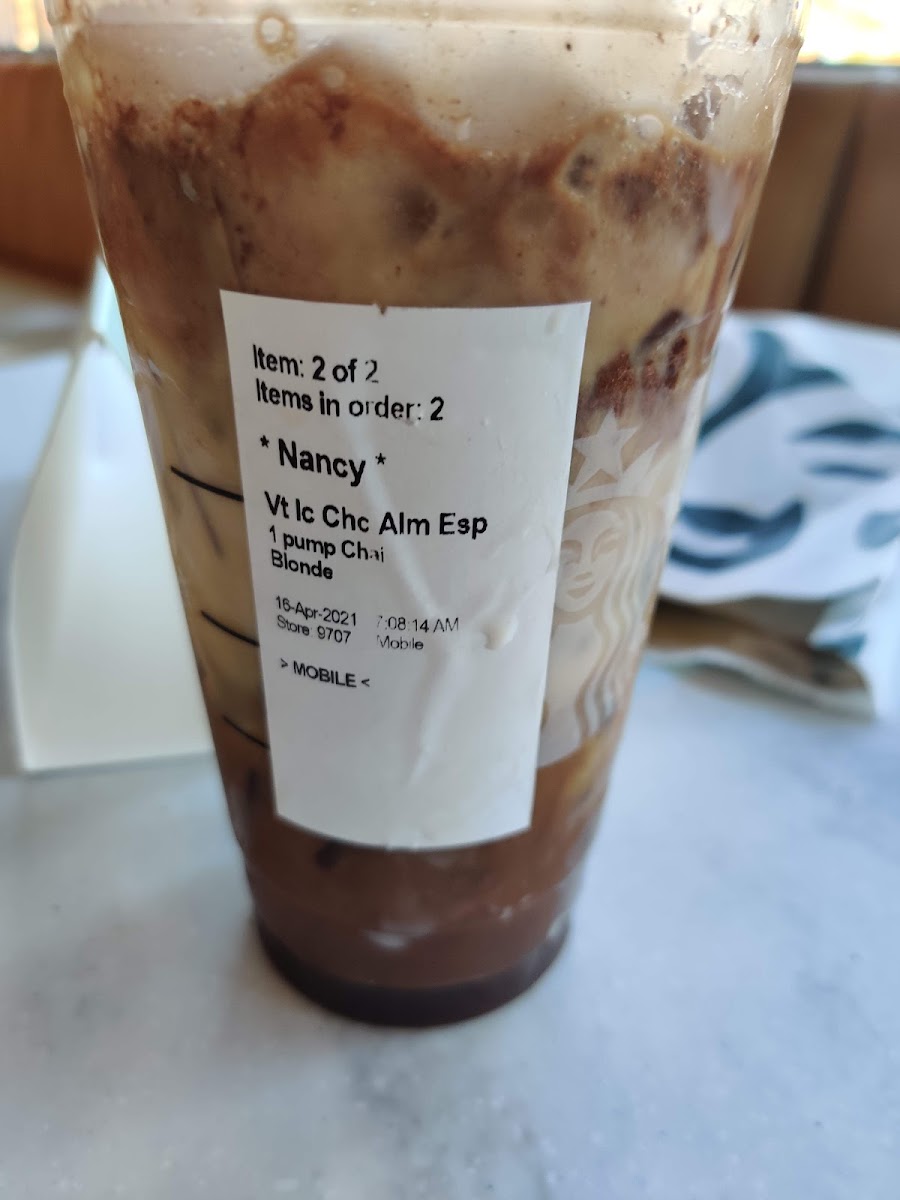 Item: 2 of 2
Items in order: 2
* Nancy *
Vt Ic Chc Alm Esp
1 pump Chai
Blonde
16-Apr-2021 7:08:14 AM
Store: 9707 Mobile
> MOBILE <